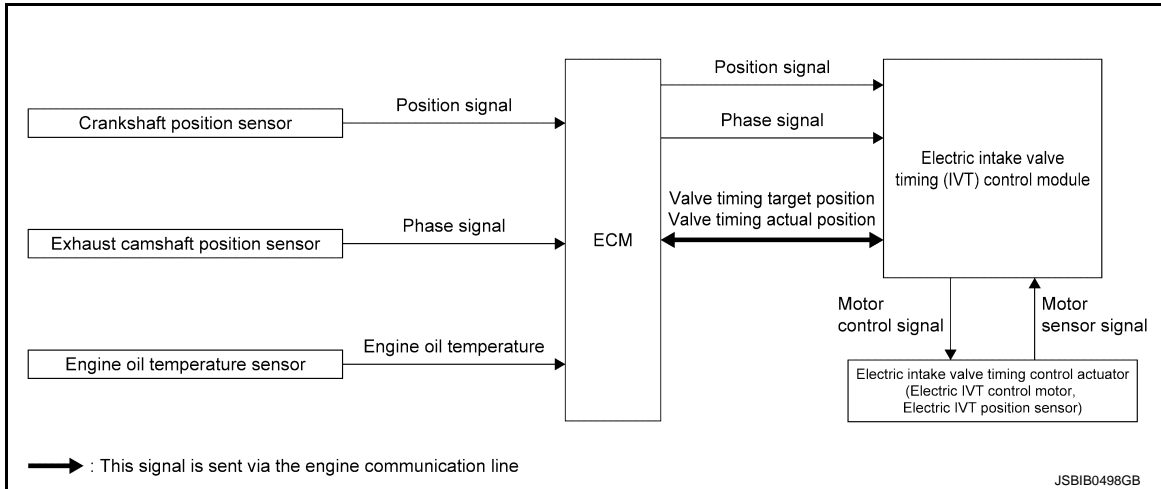 Crankshaft position sensor
Position signal
Exhaust camshaft position sensor
Phase signal
Engine oil temperature sensor
Engine oil temperature
ECM
Position signal
Phase signal
Valve timing target position
Valve timing actual position
Electric intake valve
timing (IVT) control module
Motor
control signal
Motor
sensor signal
Electric intake valve timing control actuator
(Electric IVT control motor,
Electric IVT position sensor)
: This signal is sent via the engine communication line
JSBIB0498GB